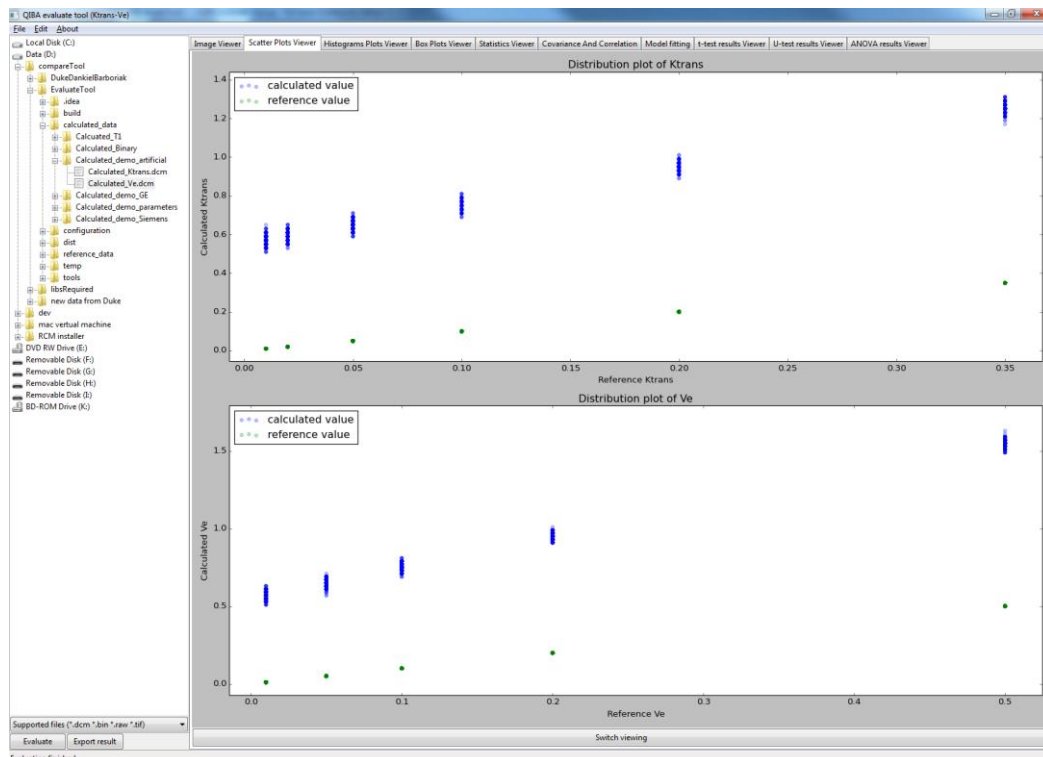 QIBA evaluate tool (Ktrans-Ve)
File Edit About
Local Disk (C:)
Data (D:)
compareTool
DukeDankielBarboriak
EvaluateTool
.idea
build
calculated_data
Calcuated_T1
Calculated_Binary
Calculated_demo_artificial
Calculated_Ktrans.dcm
Calculated_Ve.dcm
Calculated_demo_GE
Calculated_demo_parameters
Calculated_demo_Siemens
configuration
dist
reference_data
temp
tools
libsRequired
new data from Duke
dev
mac vertual machine
RCM installer
DVD RW Drive (E:)
Removable Disk (F:)
Removable Disk (G:)
Removable Disk (H:)
Removable Disk (I:)
BD-ROM Drive (K:)
Supported files (*.dcm *.bin *.raw *.tif)
Evaluate Export result
Image Viewer Scatter Plots Viewer Histograms Plots Viewer Box Plots Viewer Statistics Viewer Covariance And Correlation Model fitting t-test results Viewer U-test results Viewer ANOVA results Viewer
Distribution plot of Ktrans
calculated value
reference value
Calculated Ktrans
1.4
1.2
1.0
0.8
0.6
0.4
0.2
0.0
0.00 0.05 0.10 0.15 0.20 0.25 0.30 0.35
Reference Ktrans
Distribution plot of Ve
calculated value
reference value
Calculated Ve
1.5
1.0
0.5
0.0
0.0 0.1 0.2 0.3 0.4 0.5
Reference Ve
Switch viewing